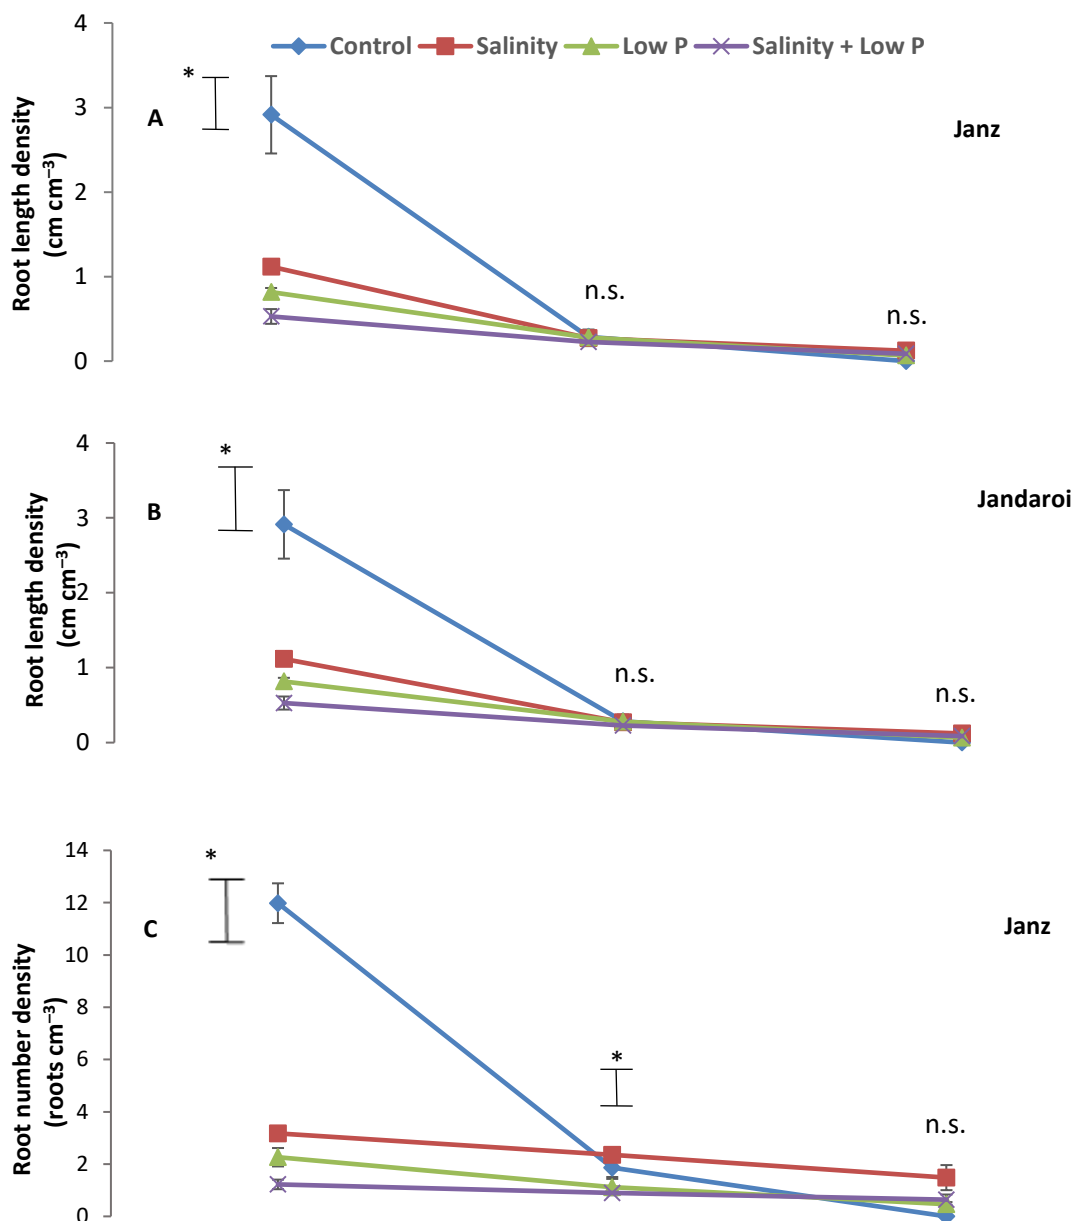 Control Salinity Low P Salinity + Low P
4
3
2
1
0
Root length density
(cm cm⁻³)
A
*
Janz
n.s.
n.s.
4
3
2
1
0
Root length density
(cm cm⁻³)
B
*
Jandaroi
n.s.
n.s.
14
12
10
8
6
4
2
0
Root number density
(roots cm⁻³)
C
*
Janz
*
n.s.